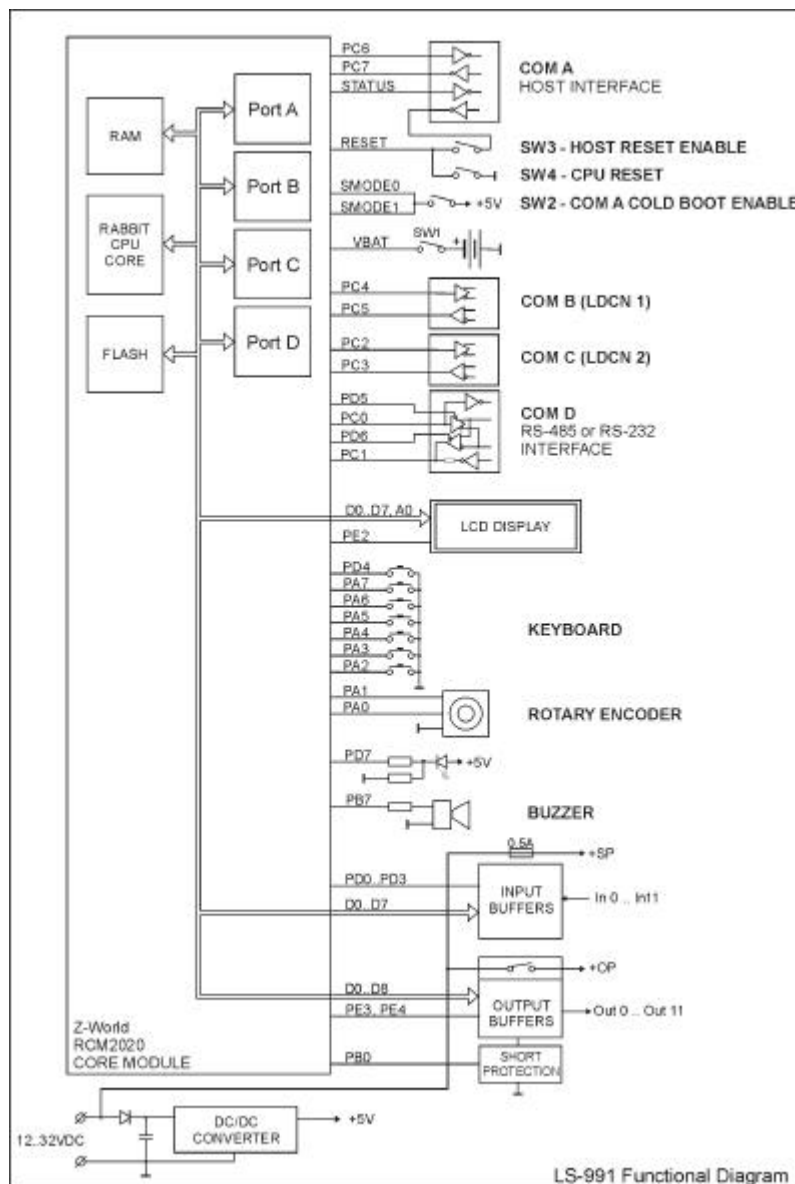 PC6
PC7
STATUS
COM A
HOST INTERFACE
Port A
RAM
RESET
SW3 - HOST RESET ENABLE
SW4 - CPU RESET
Port B
SMODE0
SMODE1
+5V
SW2 - COM A COLD BOOT ENABLE
RABBIT
CPU
CORE
VBAT
SW1
+
Port C
PC4
PC5
COM B (LDCN 1)
FLASH
Port D
PC2
PC3
COM C (LDCN 2)
PD5
PC0
PD6
PC1
COM D
RS-485 or RS-232
INTERFACE
D0..D7, A0
PE2
LCD DISPLAY
PD4
PA7
PA6
PA5
PA4
PA3
PA2
KEYBOARD
PA1
PA0
ROTARY ENCODER
PD7
+5V
PB7
BUZZER
0.5A
+SP
PD0..PD3
D0..D7
INPUT
BUFFERS
In 0 .. In11
+OP
D0..D8
PE3, PE4
OUTPUT
BUFFERS
Out 0 .. Out 11
Z-World
RCM2020
CORE MODULE
PB0
SHORT
PROTECTION
12..32VDC
DC/DC
CONVERTER
+5V
LS-991 Functional Diagram